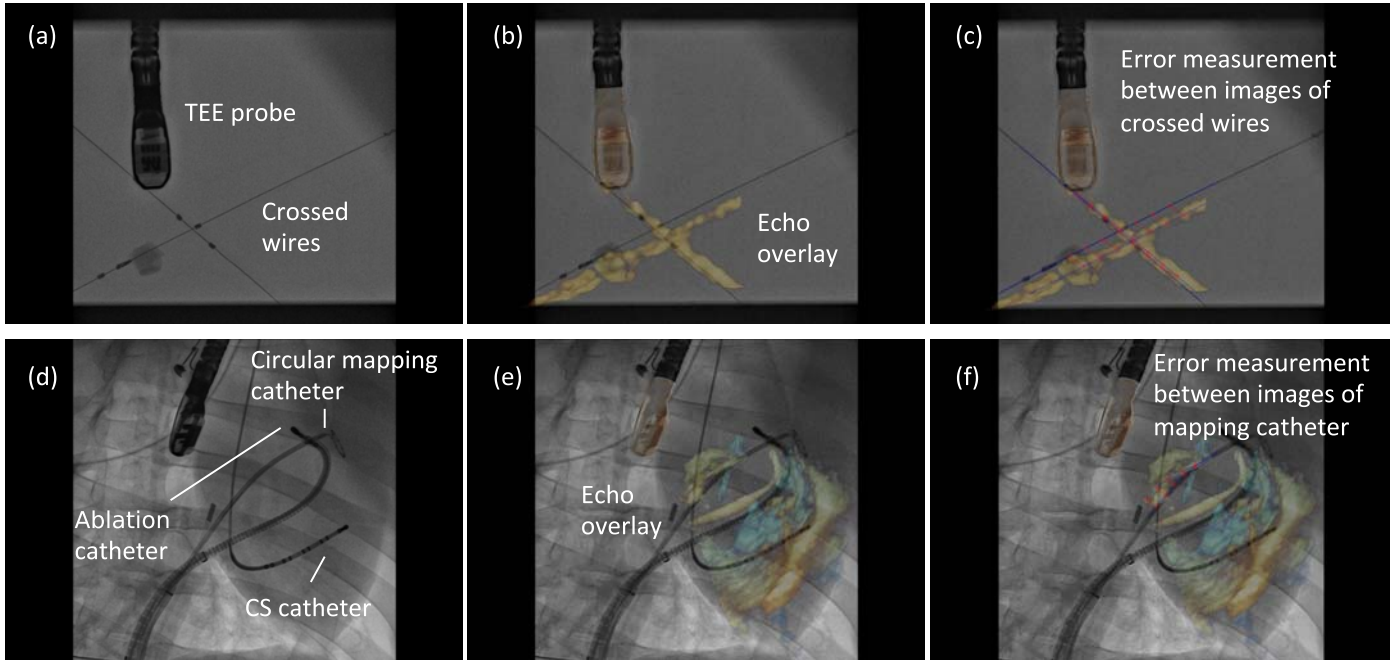 (a)
TEE probe
Crossed
wires
(b)
Echo
overlay
(c)
Error measurement
between images of
crossed wires
(d)
Circular mapping
catheter
Ablation
catheter
CS catheter
(e)
Echo
overlay
(f)
Error measurement
between images of
mapping catheter